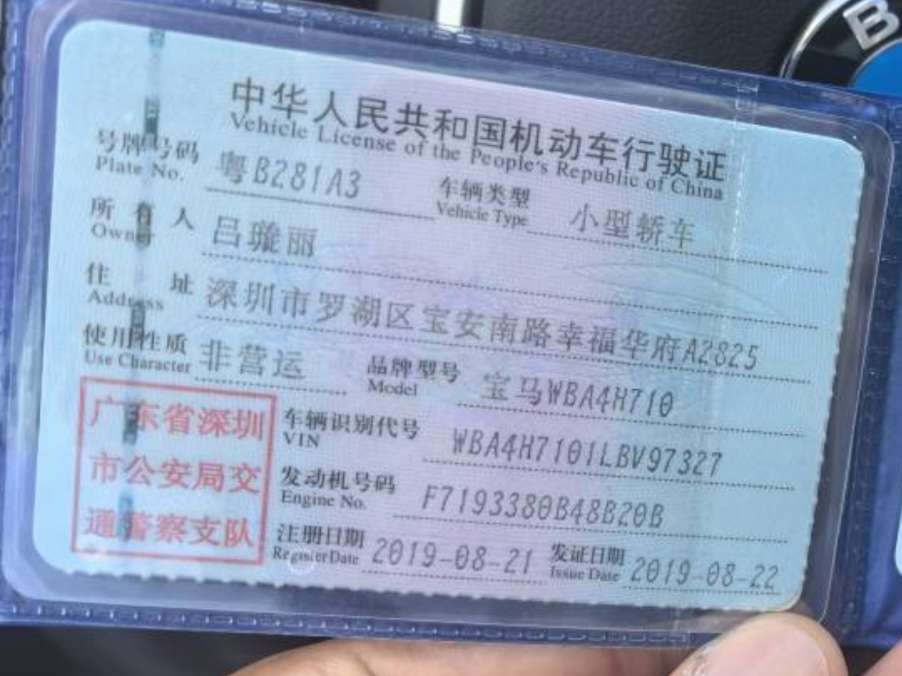 中华人民共和国机动车行驶证
Vehicle License of the People's Republic of China
号牌号码 粤B281A3 车辆类型 小型轿车
Plate No. Vehicle Type
所有人 吕璇丽
Owner
住址 深圳市罗湖区宝安南路幸福华府A2825
Address
使用性质 非营运 品牌型号 宝马WBA4H710
Use Character Model
广东省深圳
市公安局交
通警察支队
车辆识别代号 WBA4H7101LBV97327
VIN
发动机号码 F7193380B48B20B
Engine No.
注册日期 2019-08-21 发证日期 2019-08-22
Register Date Issue Date
B